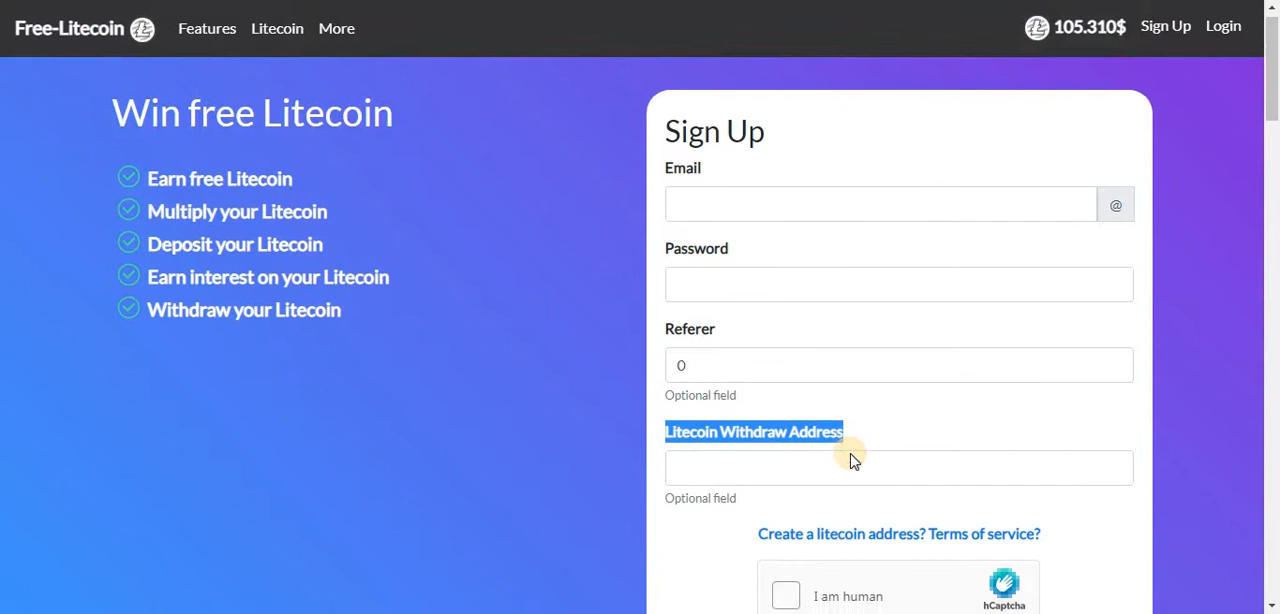 Free-Litecoin Features Litecoin More 105.310$ Sign Up Login
Win free Litecoin
Earn free Litecoin
Multiply your Litecoin
Deposit your Litecoin
Earn interest on your Litecoin
Withdraw your Litecoin
Sign Up
Email
@
Password
Referer
0
Optional field
Litecoin Withdraw Address
Optional field
Create a litecoin address? Terms of service?
I am human
hCaptcha